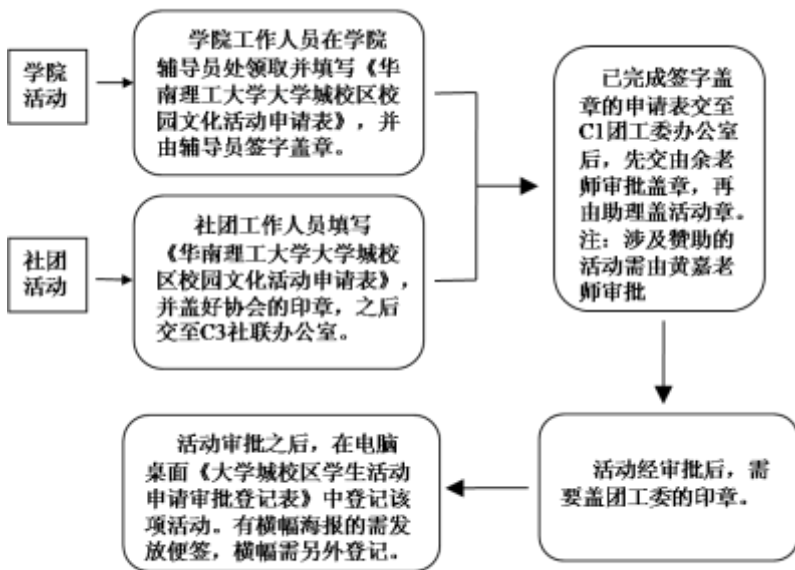 学院
活动
学院工作人员在学院
辅导员处领取并填写《华
南理工大学大学城校区校
园文化活动申请表》，并
由辅导员签字盖章。
社团
活动
社团工作人员填写
《华南理工大学大学城校
区校园文化活动申请表》，
并盖好协会的印章，之后
交至C3社联办公室。
已完成签字盖
章的申请表交至
C1团工委办公室
后，先交由余老
师审批盖章，再
由助理盖活动章。
注：涉及赞助的
活动需由黄嘉老
师审批
活动经审批后，需
要盖团工委的印章。
活动审批之后，在电脑
桌面《大学城校区学生活动
申请审批登记表》中登记该
项活动。有横幅海报的需发
放便签，横幅需另外登记。